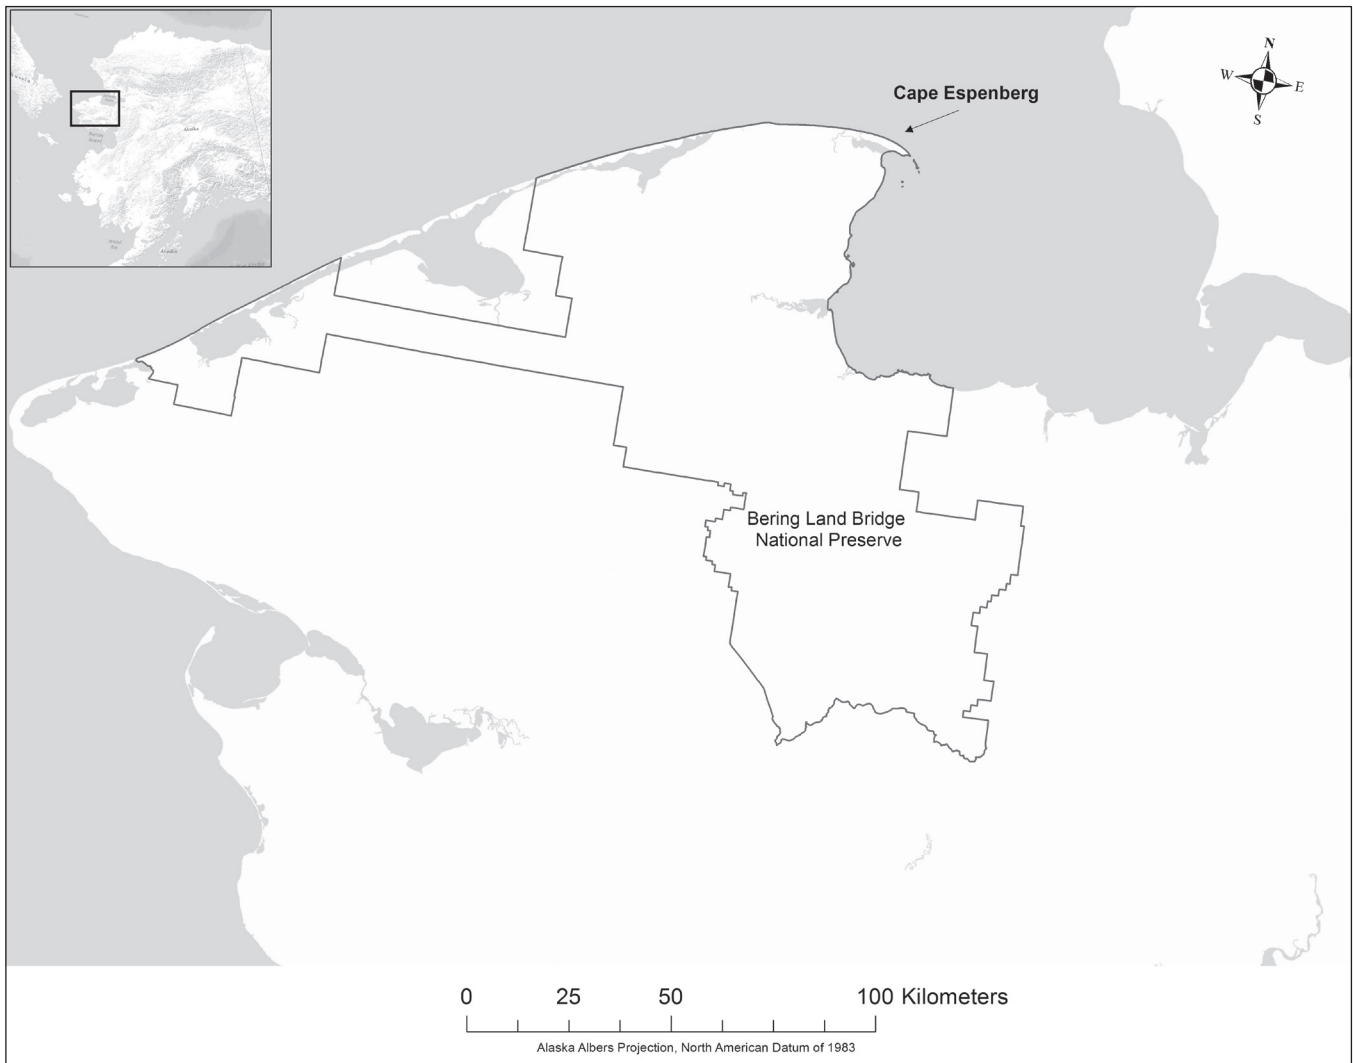 N
W
E
S
Cape Espenberg
Alaska
Bering Land Bridge
National Preserve
0 25 50 100 Kilometers
Alaska Albers Projection, North American Datum of 1983